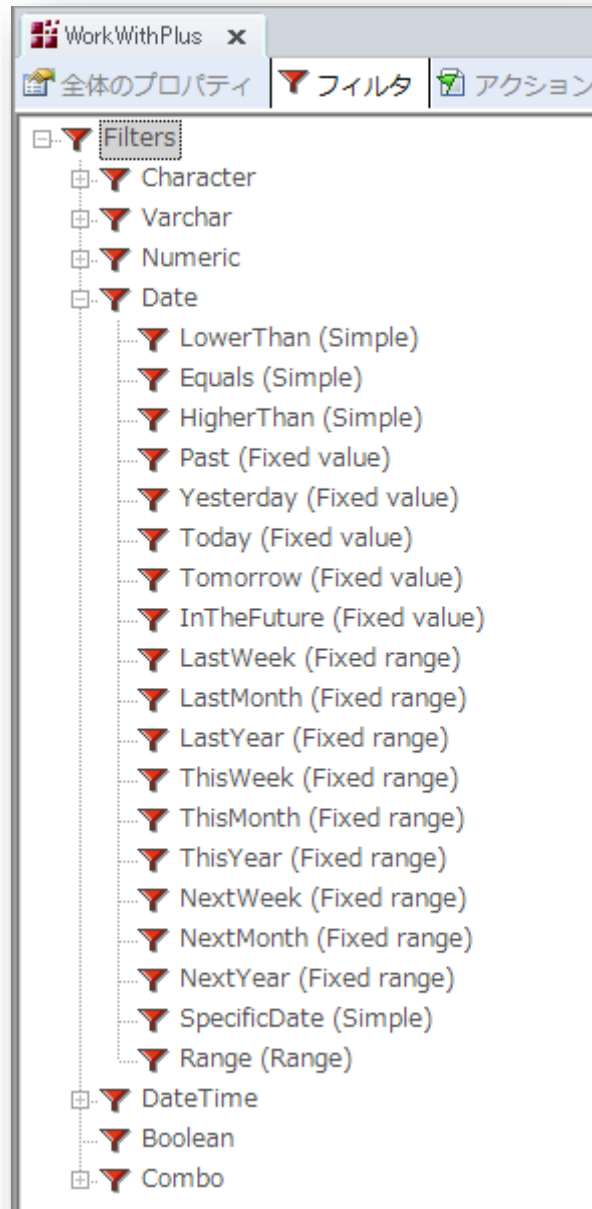 WorkWithPlus x
全体のプロパティ フィルタ アクション
Filters
Character
Varchar
Numeric
Date
LowerThan (Simple)
Equals (Simple)
HigherThan (Simple)
Past (Fixed value)
Yesterday (Fixed value)
Today (Fixed value)
Tomorrow (Fixed value)
InTheFuture (Fixed value)
LastWeek (Fixed range)
LastMonth (Fixed range)
LastYear (Fixed range)
ThisWeek (Fixed range)
ThisMonth (Fixed range)
ThisYear (Fixed range)
NextWeek (Fixed range)
NextMonth (Fixed range)
NextYear (Fixed range)
SpecificDate (Simple)
Range (Range)
DateTime
Boolean
Combo